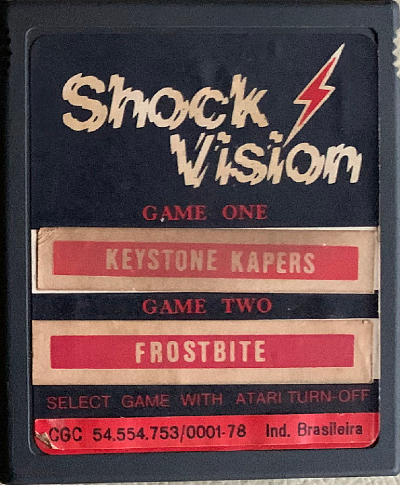 Shock
Vision
GAME ONE
KEYSTONE KAPERS
GAME TWO
FROSTBITE
SELECT GAME WITH ATARI TURN-OFF
CGC 54.554.753/0001-78 Ind. Brasileira